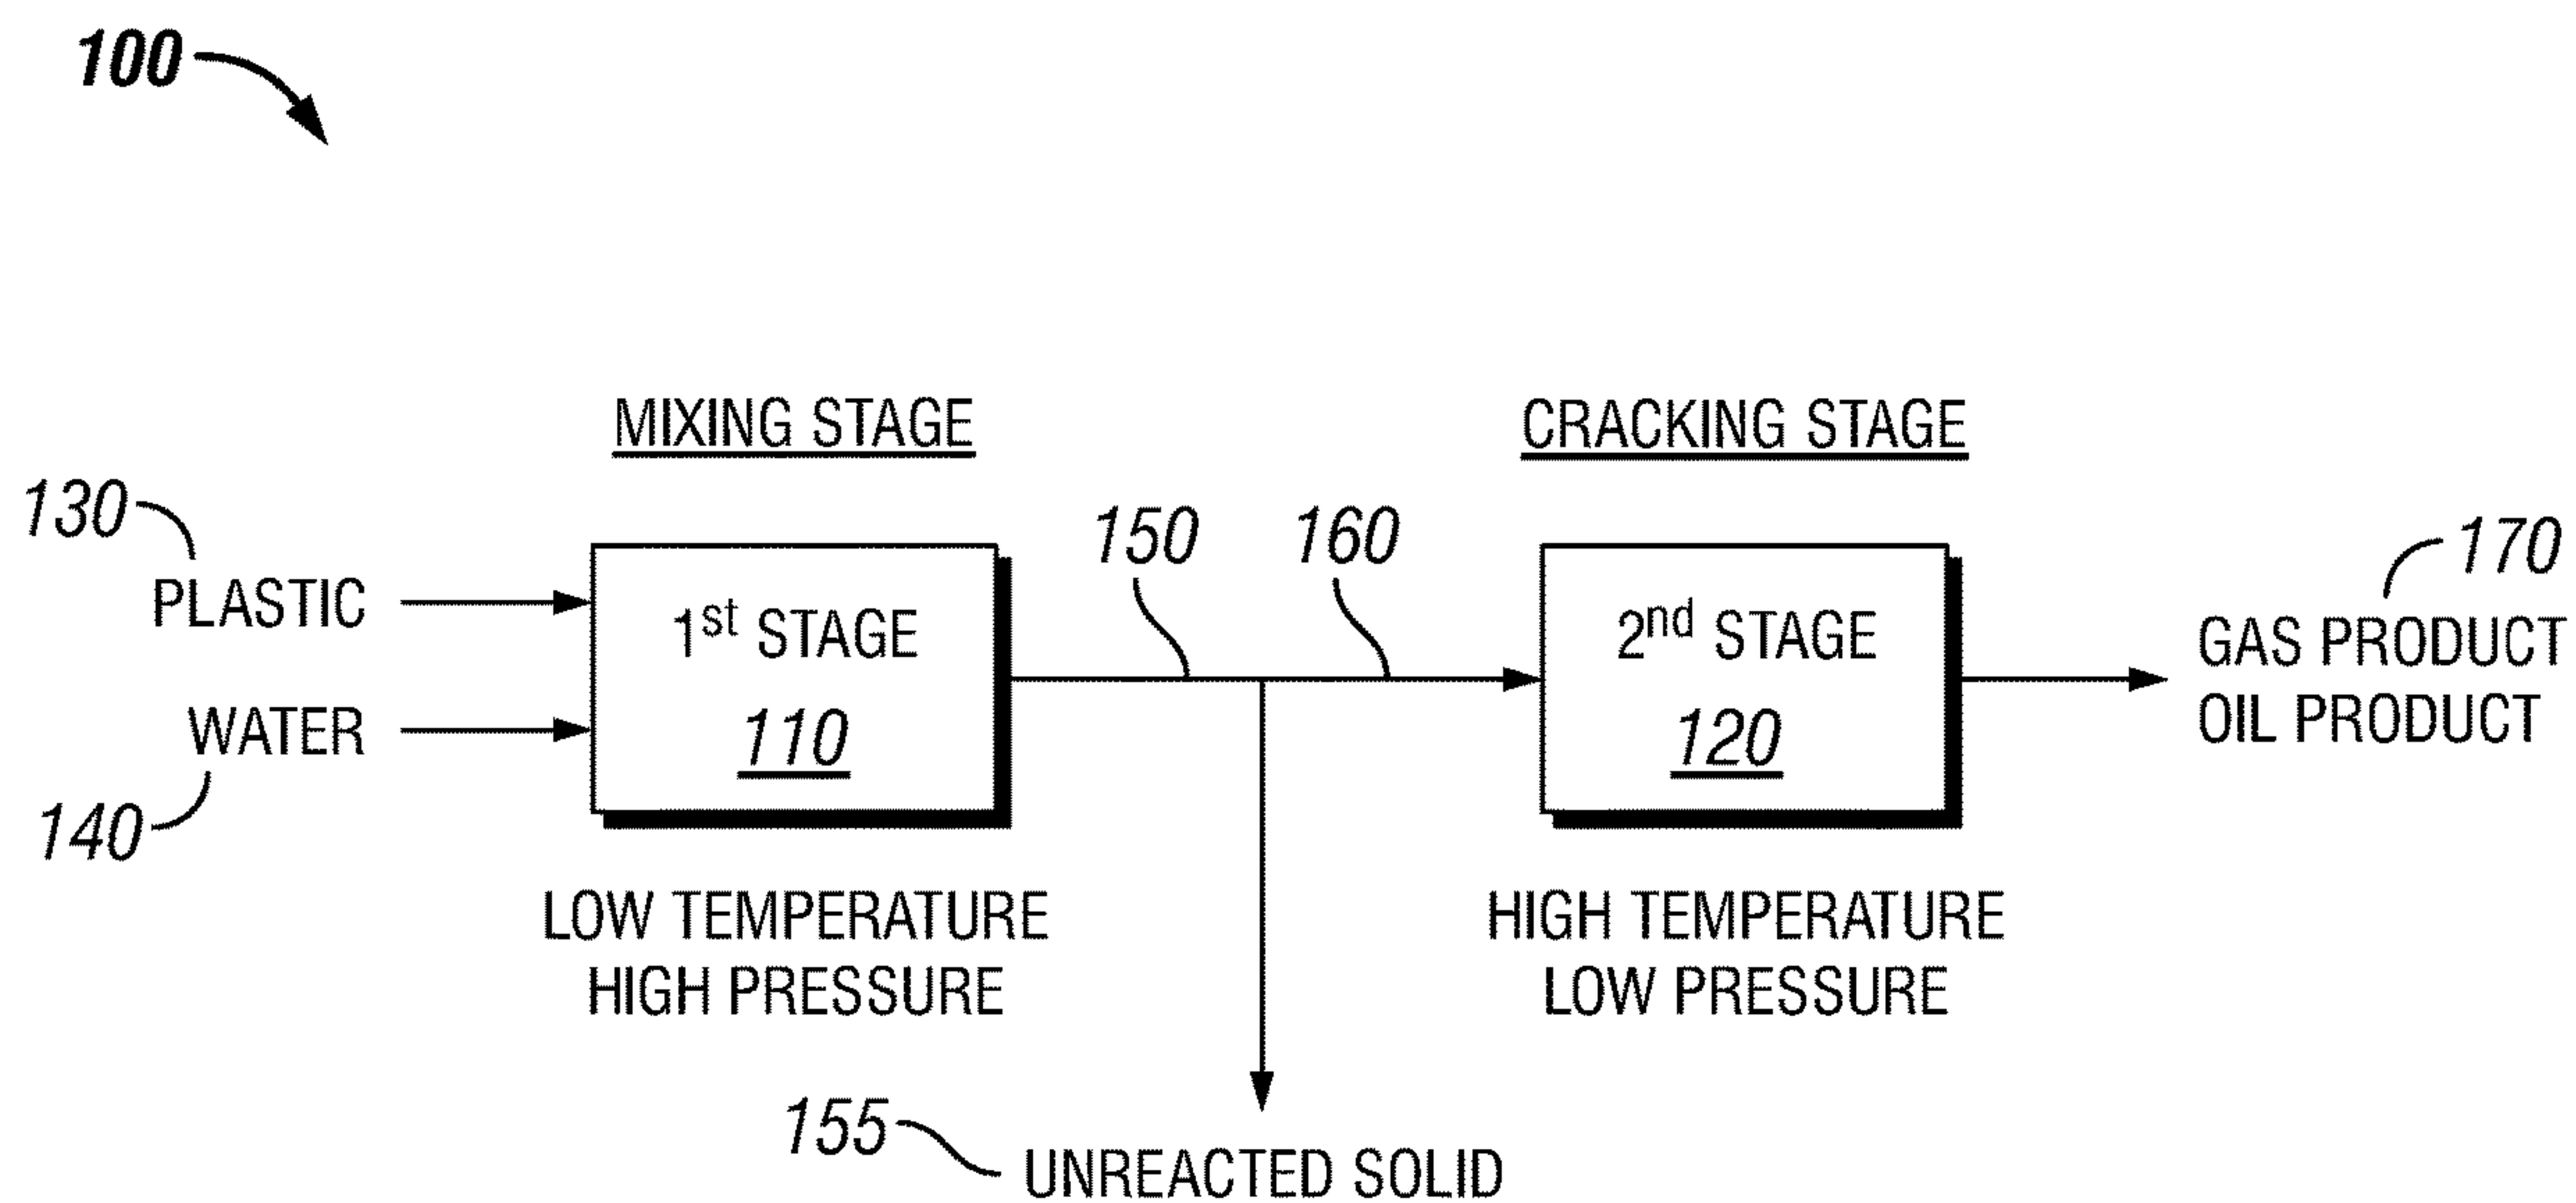 100
MIXING STAGE
CRACKING STAGE
130
150
160
170
PLASTIC
1st STAGE
2nd STAGE
GAS PRODUCT
WATER
110
120
OIL PRODUCT
140
LOW TEMPERATURE
HIGH TEMPERATURE
HIGH PRESSURE
LOW PRESSURE
155
UNREACTED SOLID